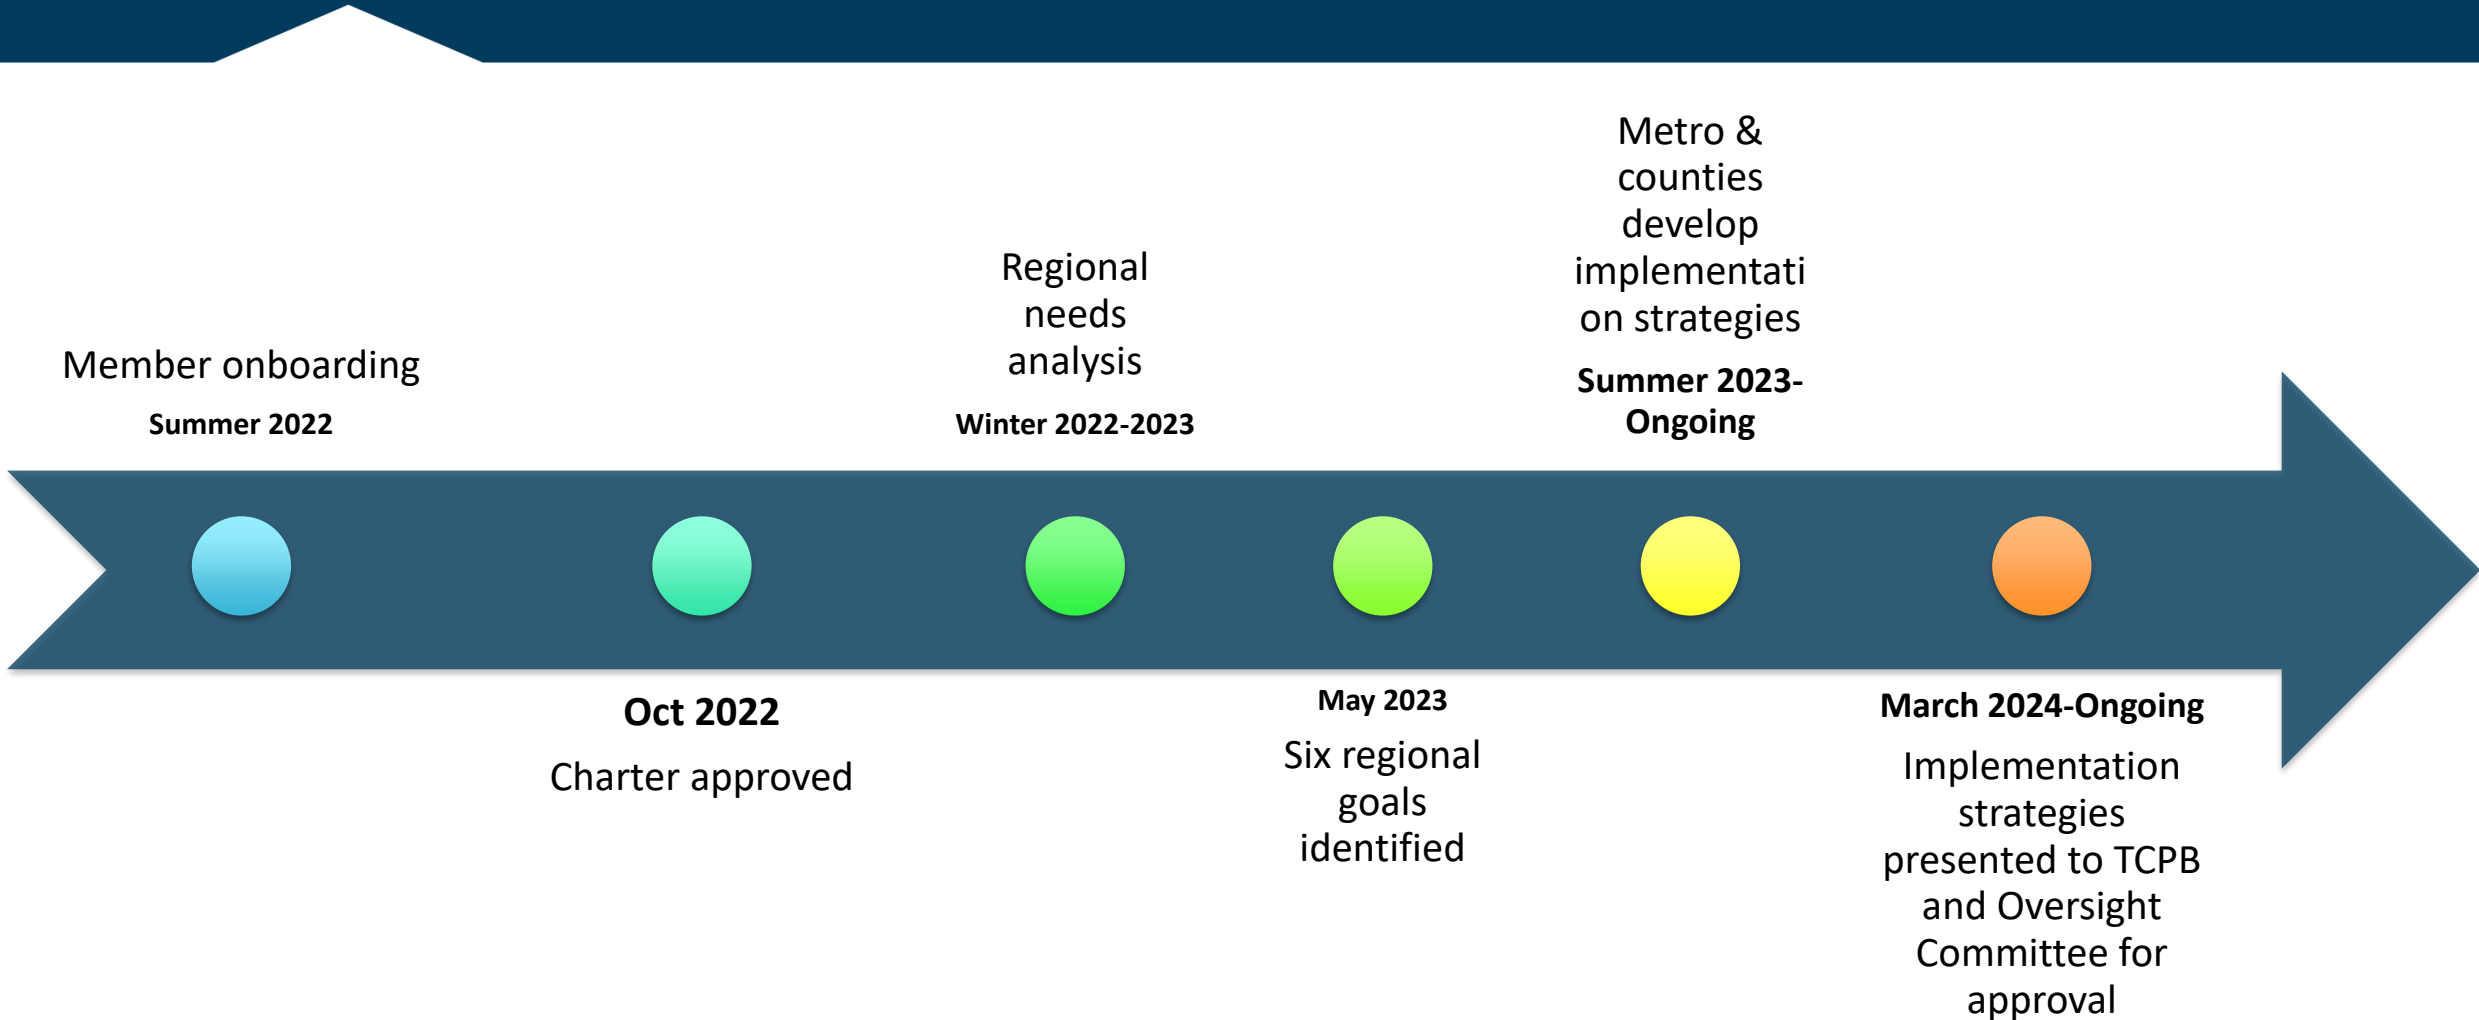 Member onboarding
Summer 2022
Oct 2022
Charter approved
Regional
needs
analysis
Winter 2022-2023
May 2023
Six regional
goals
identified
Metro &
counties
develop
implementati
on strategies
Summer 2023-
Ongoing
March 2024-Ongoing
Implementation
strategies
presented to TCPB
and Oversight
Committee for
approval